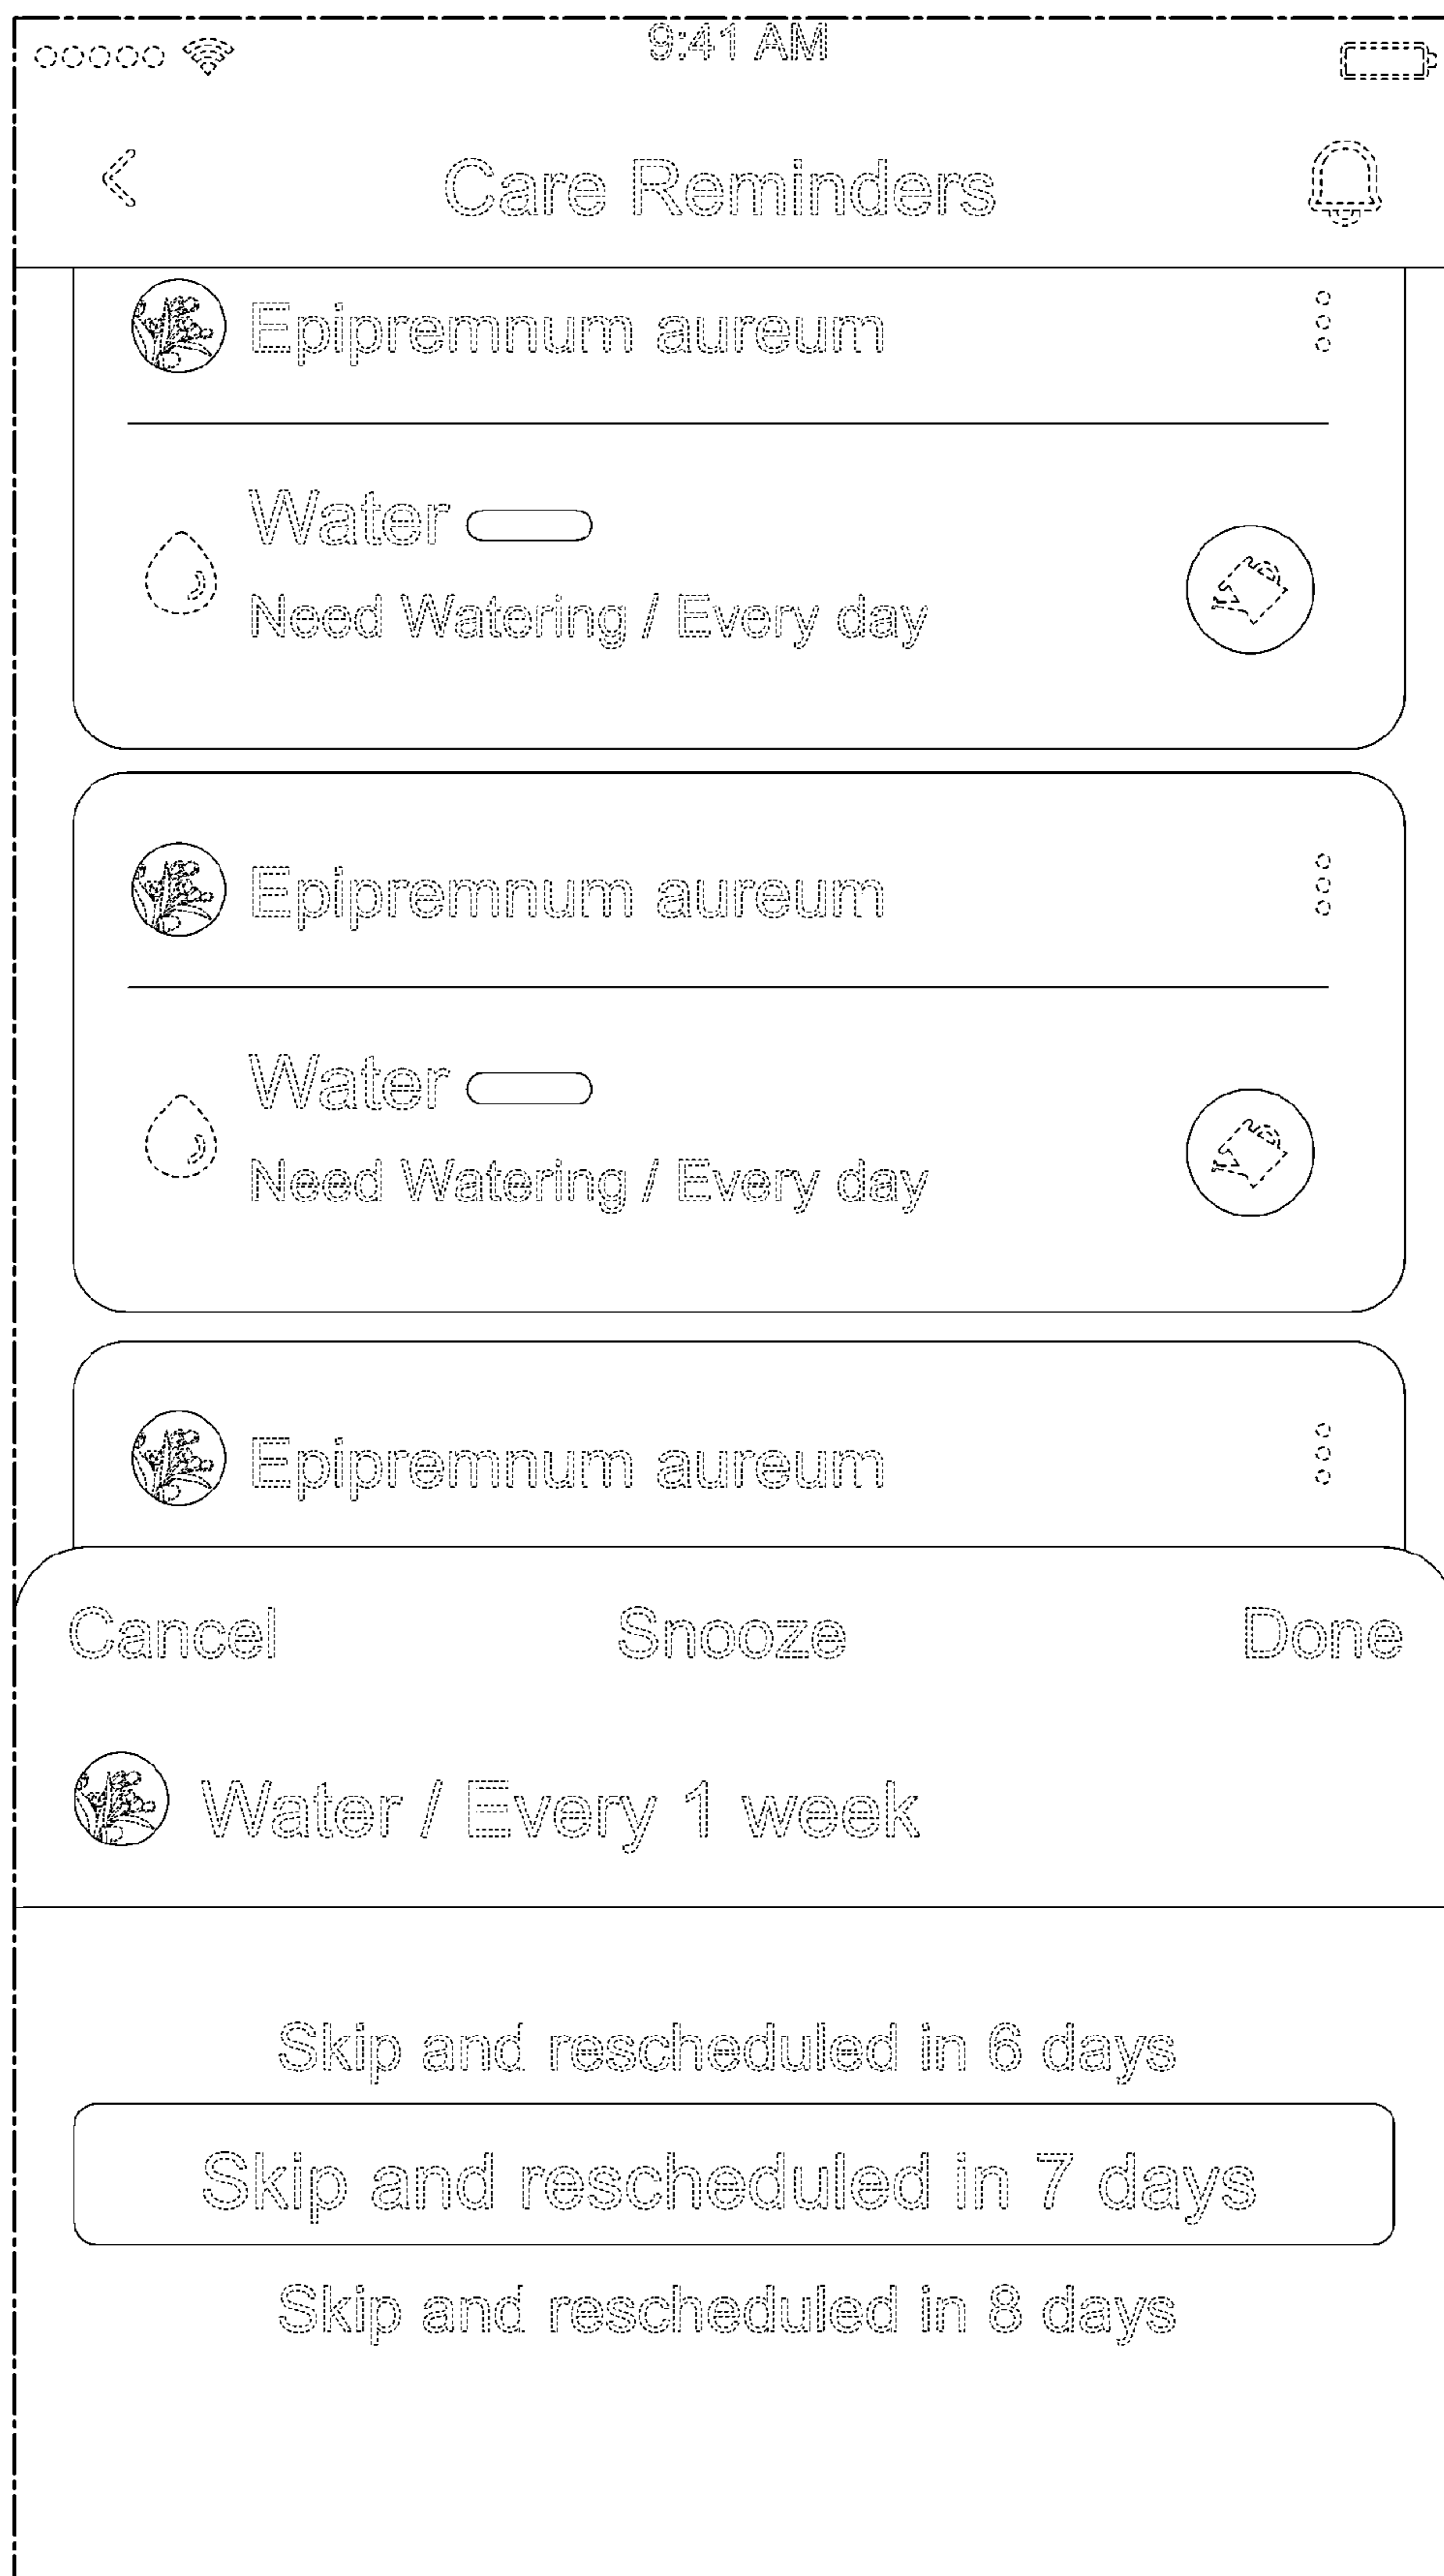 9:41 AM
Care Reminders
Epipremnum aureum
Water
Need Watering / Every day
Epipremnum aureum
Water
Need Watering / Every day
Epipremnum aureum
Cancel Snooze Done
Water / Every 1 week
Skip and rescheduled in 6 days
Skip and rescheduled in 7 days
Skip and rescheduled in 8 days